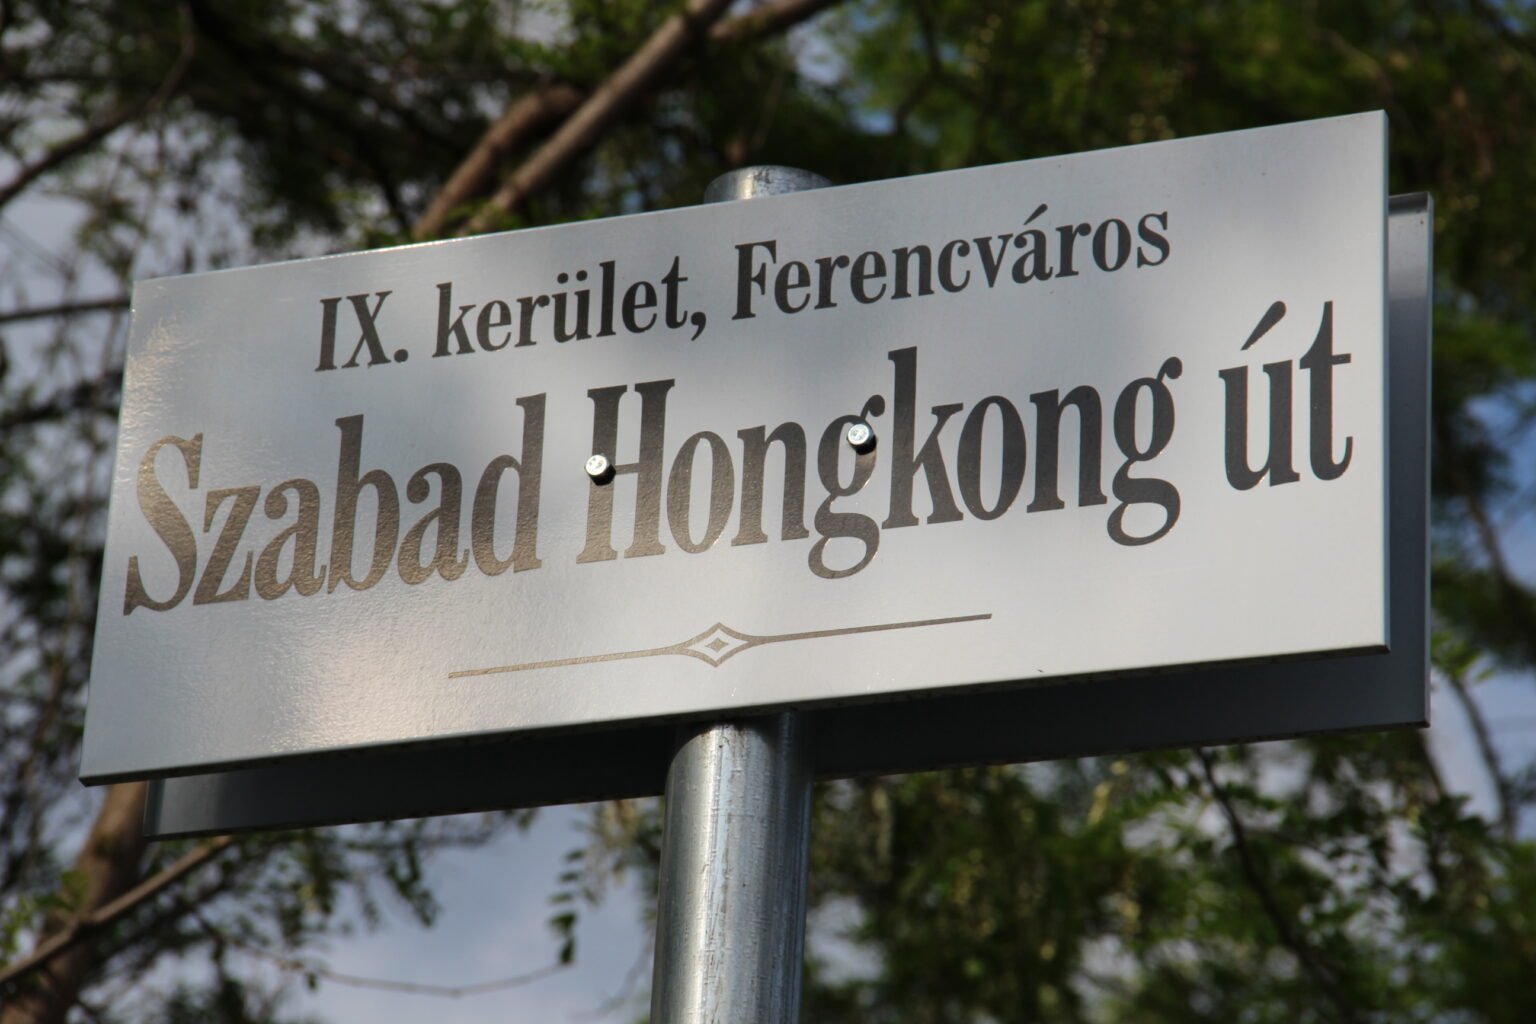 IX. kerület, Ferencváros
Szabad Hongkong út